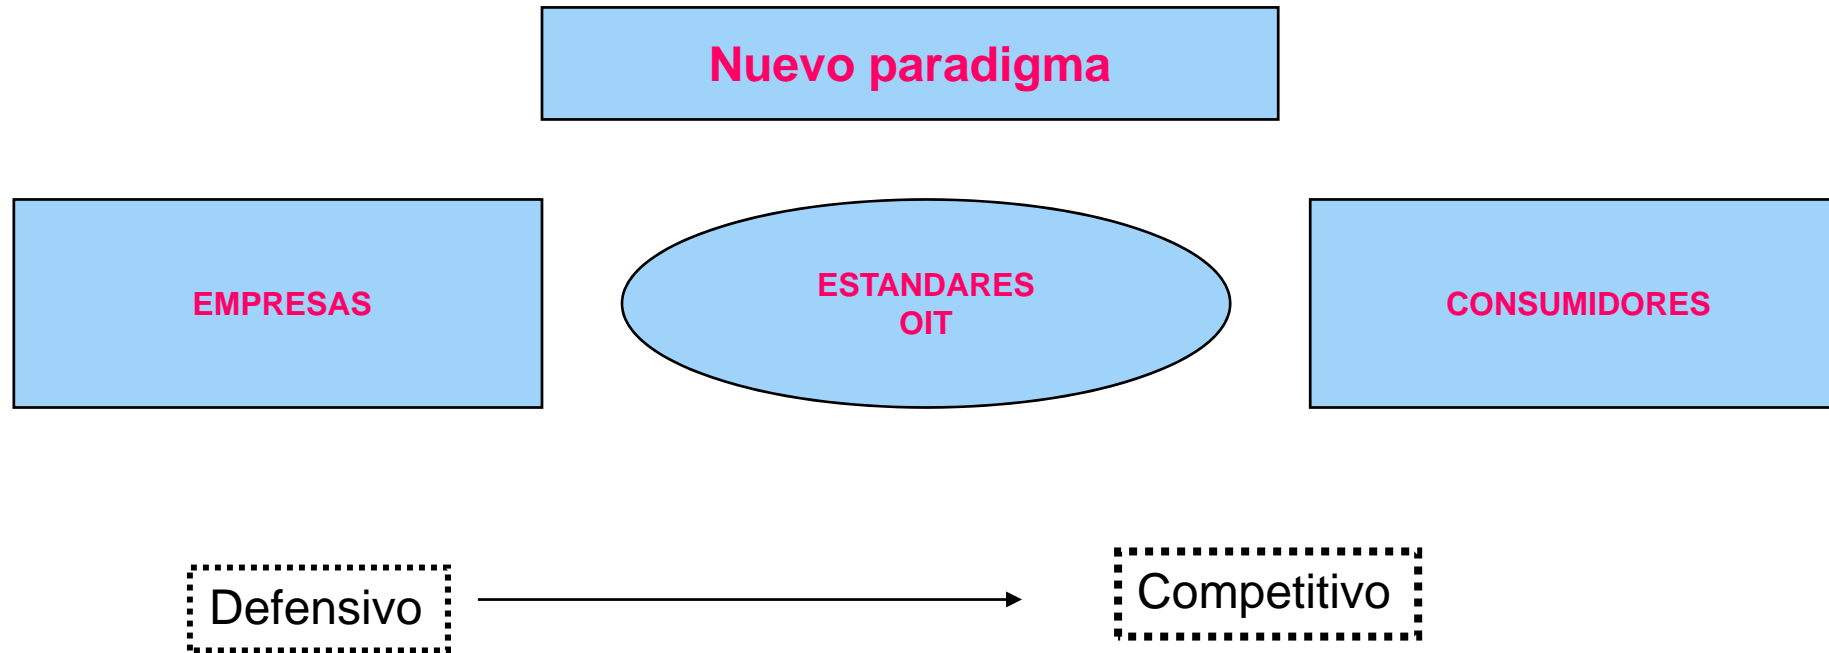 Nuevo paradigma
EMPRESAS
ESTANDARES
OIT
CONSUMIDORES
Defensivo
Competitivo